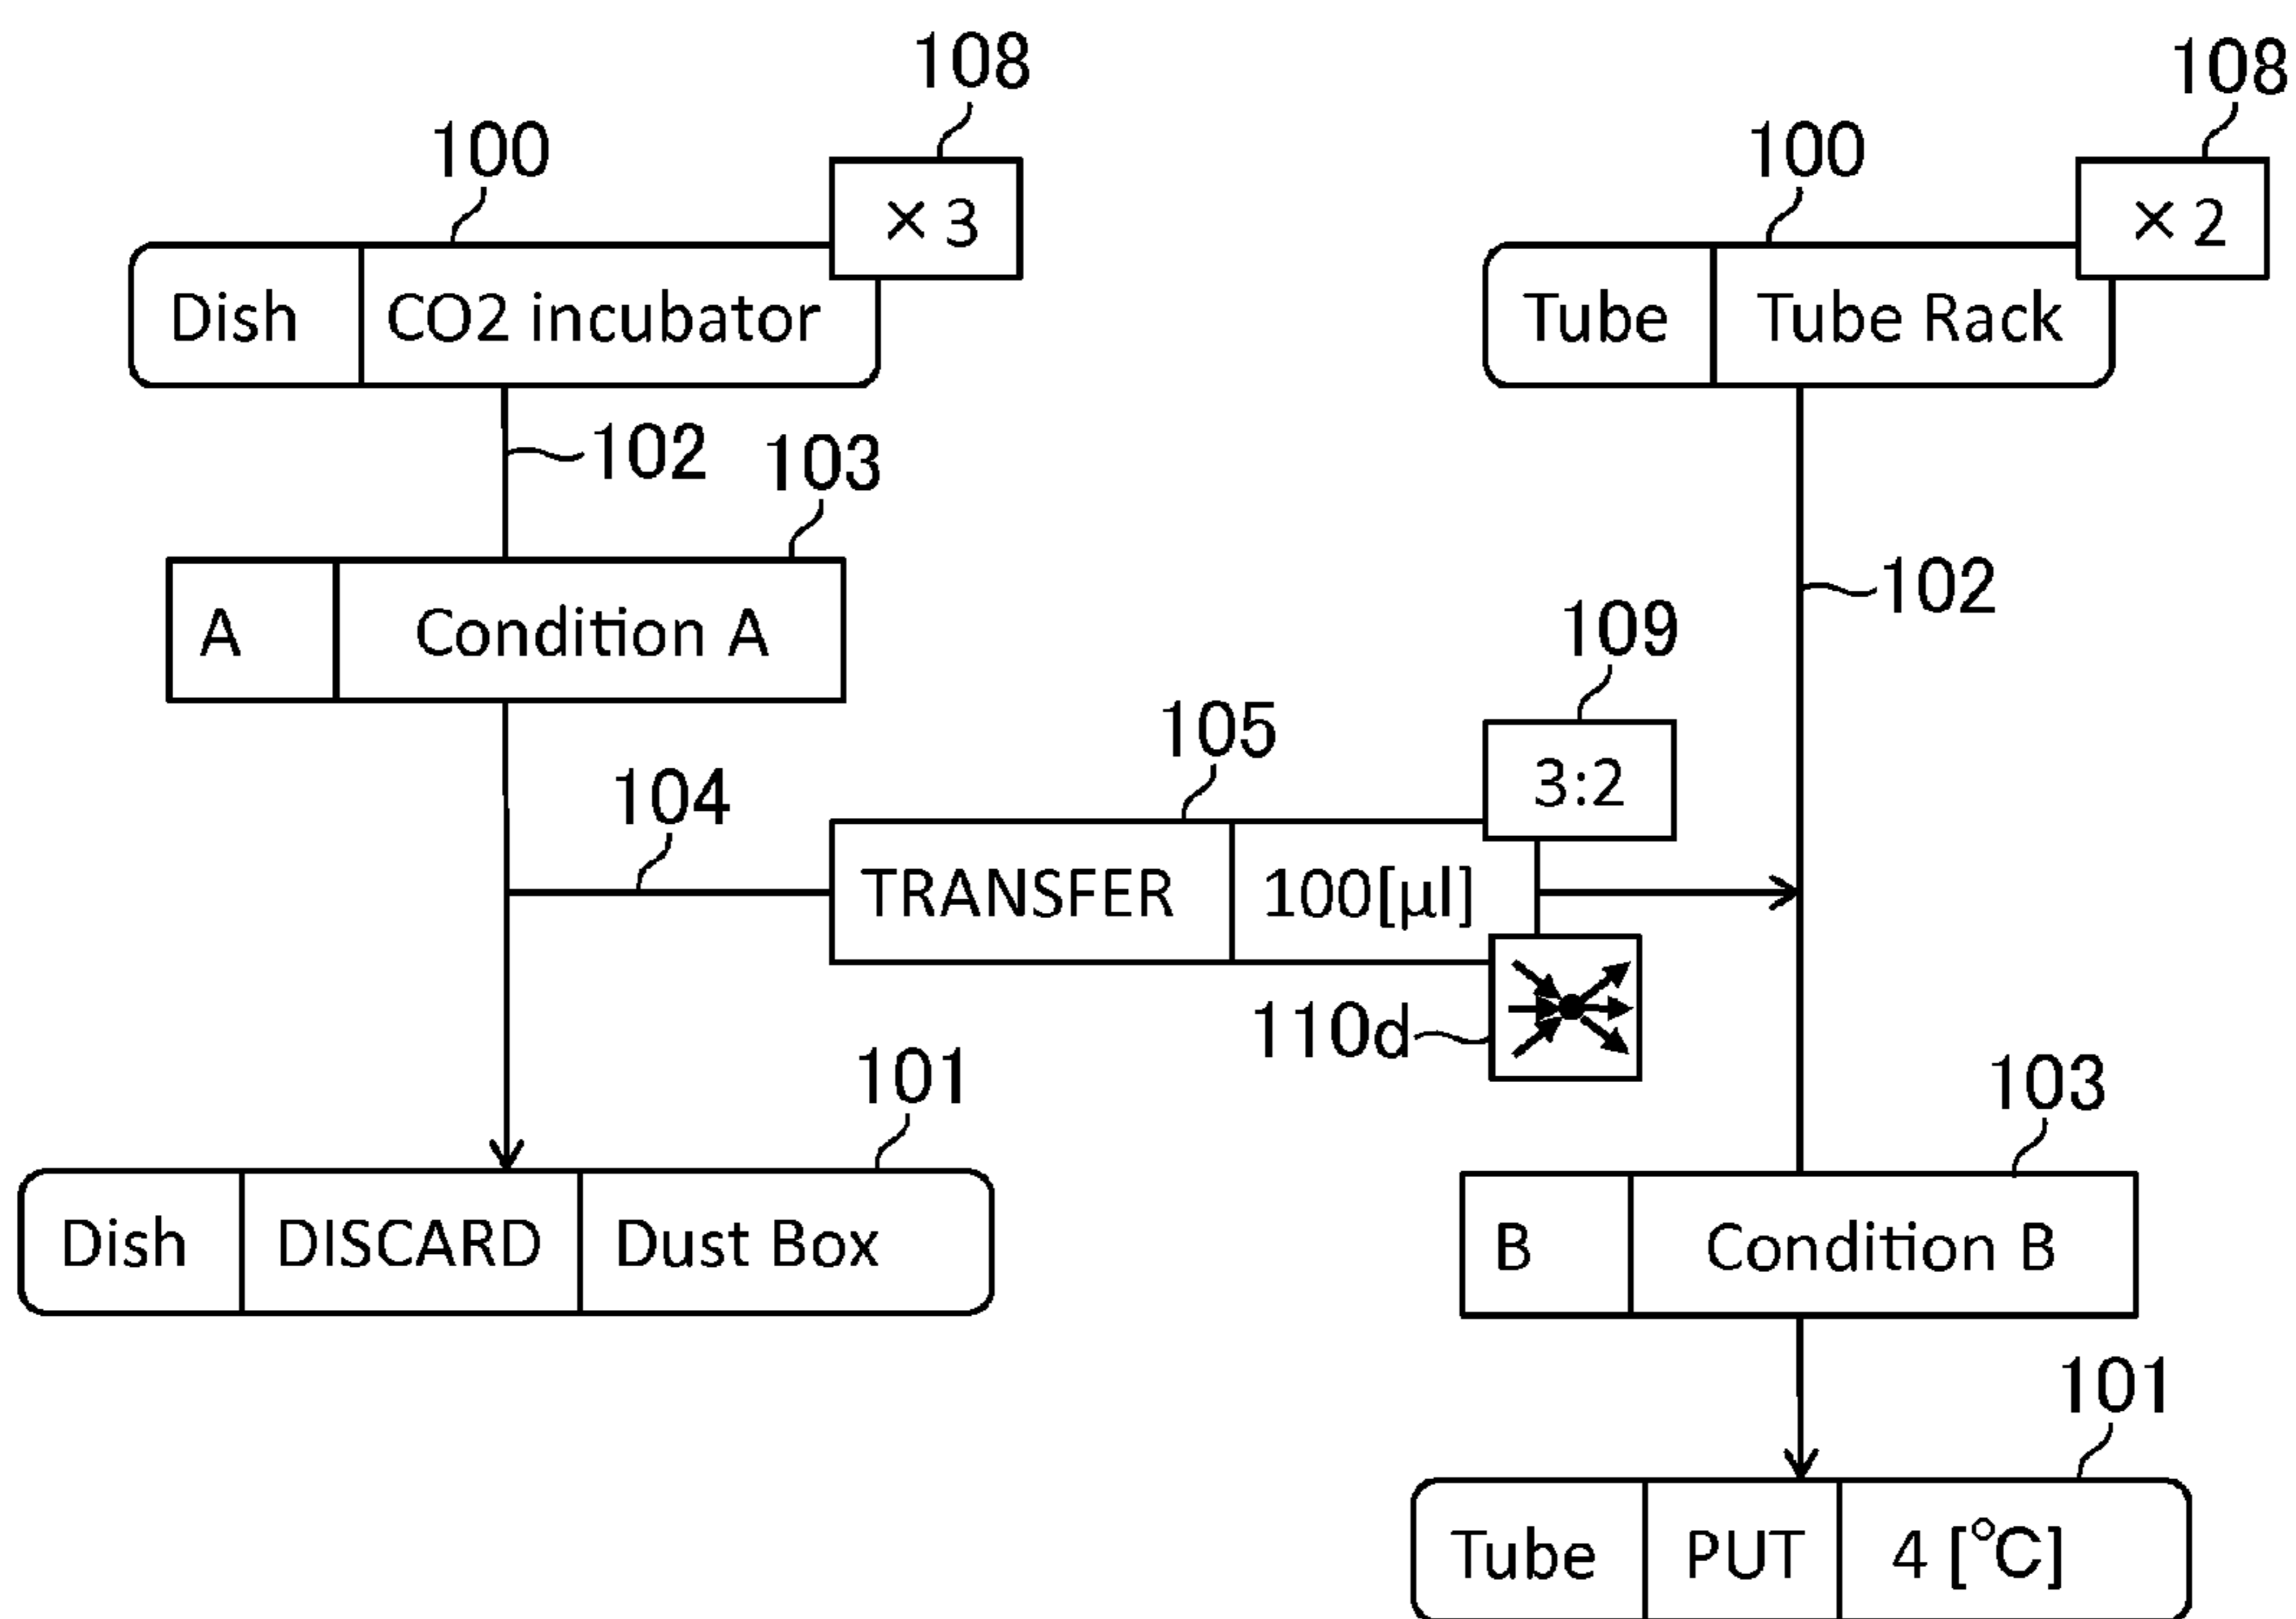 108
108
100
100
× 3
× 2
Dish
CO2 incubator
Tube
Tube Rack
102
103
A
Condition A
102
109
105
3:2
104
TRANSFER
100[μl]
110d
101
103
Dish
DISCARD
Dust Box
B
Condition B
101
Tube
PUT
4 [℃]